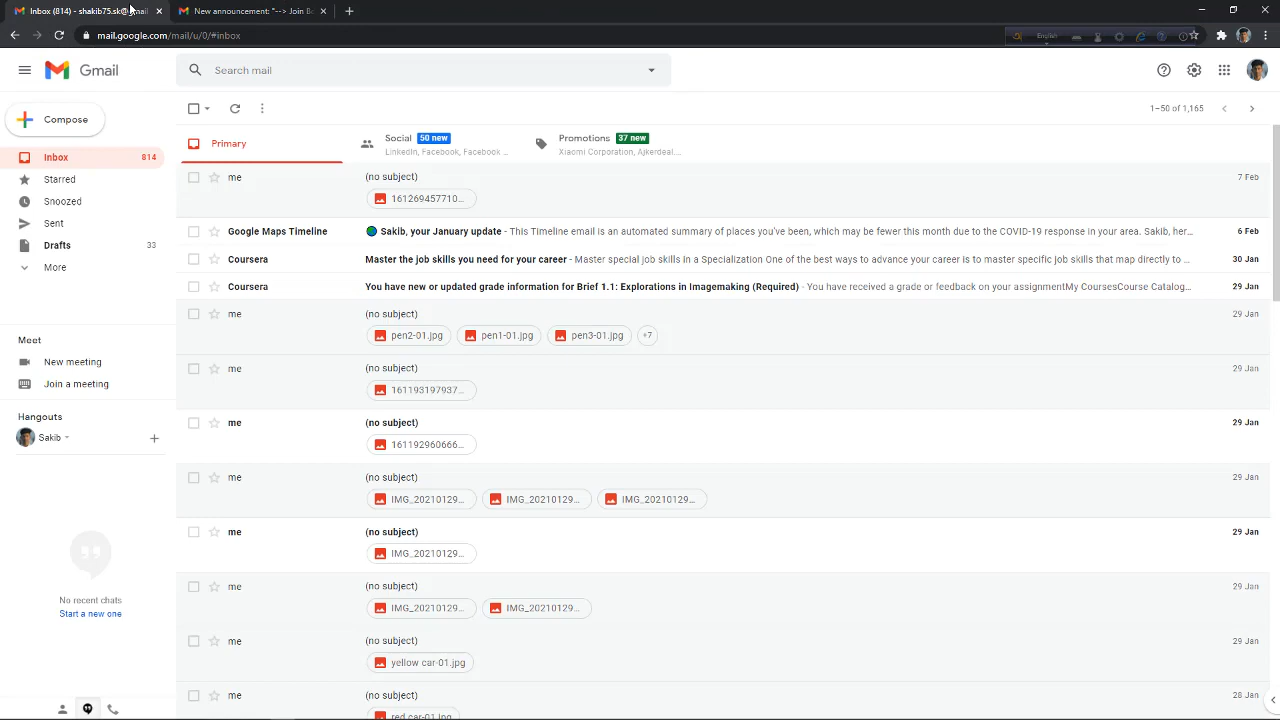 Inbox (814) - shakib75.sk@gmail
New announcement: "--> Join B
mail.google.com/mail/u/0/#inbox
English
Gmail
Search mail
Compose
1–50 of 1,165
Primary
Social 50 new
LinkedIn, Facebook, Facebook ...
Promotions 37 new
Xiaomi Corporation, Ajkerdeal....
Inbox 814
Starred
Snoozed
Sent
Drafts 33
More
Meet
New meeting
Join a meeting
Hangouts
Sakib
No recent chats
Start a new one
me (no subject) 7 Feb
161269457710...
Google Maps Timeline Sakib, your January update - This Timeline email is an automated summary of places you've been, which may be fewer this month due to the COVID-19 response in your area. Sakib, her... 6 Feb
Coursera Master the job skills you need for your career - Master special job skills in a Specialization One of the best ways to advance your career is to master specific job skills that map directly to ... 30 Jan
Coursera You have new or updated grade information for Brief 1.1: Explorations in Imagemaking (Required) - You have received a grade or feedback on your assignmentMy CoursesCourse Catalog... 29 Jan
me (no subject) 29 Jan
pen2-01.jpg pen1-01.jpg pen3-01.jpg +7
me (no subject) 29 Jan
161193197937...
me (no subject) 29 Jan
161192960666...
me (no subject) 29 Jan
IMG_20210129... IMG_20210129... IMG_20210129...
me (no subject) 29 Jan
IMG_20210129...
me (no subject) 29 Jan
IMG_20210129... IMG_20210129...
me (no subject) 29 Jan
yellow car-01.jpg
me (no subject) 28 Jan
red car-01.jpg